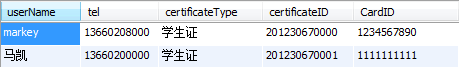 userName tel certificateType certificateID CardID
markey 13660208000 学生证 201230670000 1234567890
马凯 13660200000 学生证 201230670001 1111111111